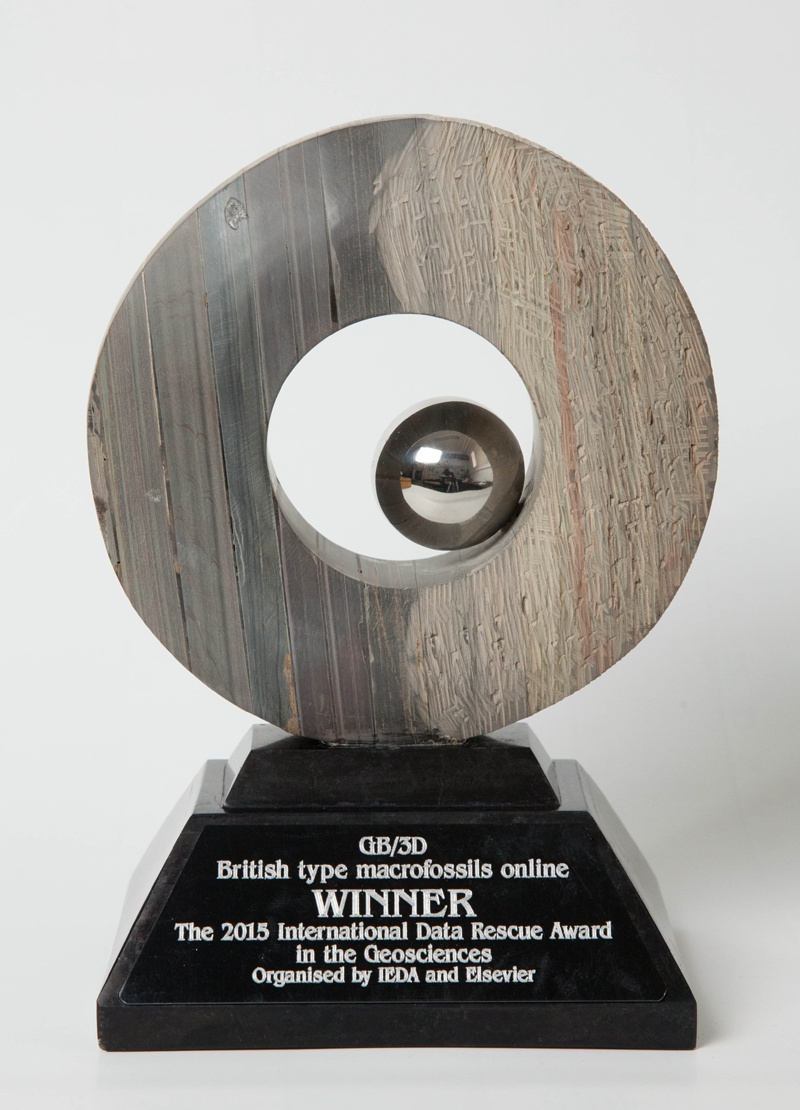 GB/3D
British type macrofossils online
WINNER
The 2015 International Data Rescue Award
in the Geosciences
Organised by IEDA and Elsevier